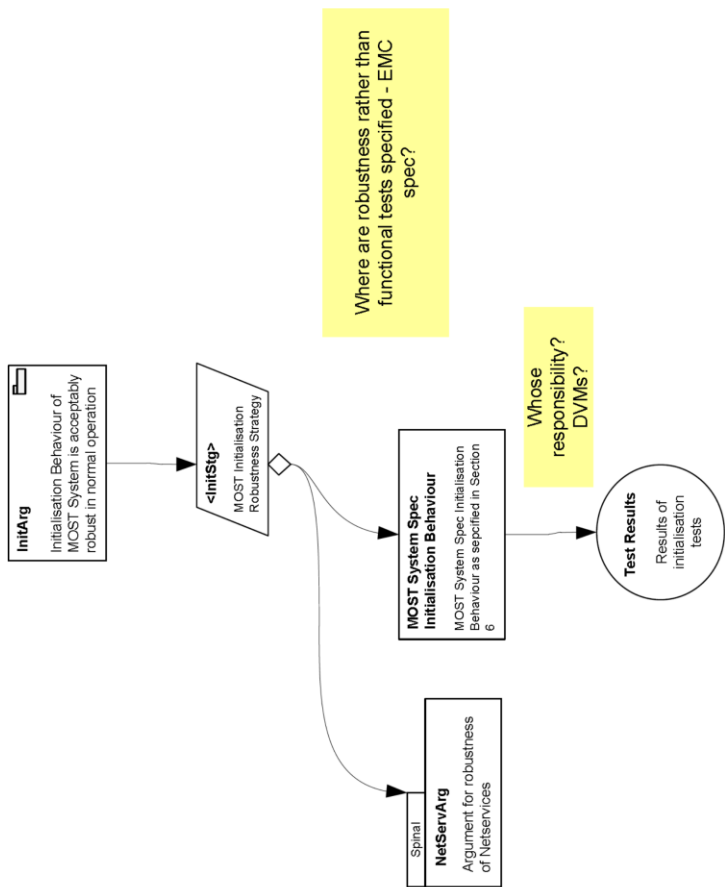 InitArg
Initialisation Behaviour of
MOST System is acceptably
robust in normal operation
<InitStg>
MOST Initialisation
Robustness Strategy
Where are robustness rather than
functional tests specified - EMC
spec?
Spinal
NetServArg
Argument for robustness
of Netservices
MOST System Spec
Initialisation Behaviour
MOST System Spec Initialisation
Behaviour as sepcified in Section
6
Whose
responsibility?
DVMs?
Test Results
Results of
initialisation
tests